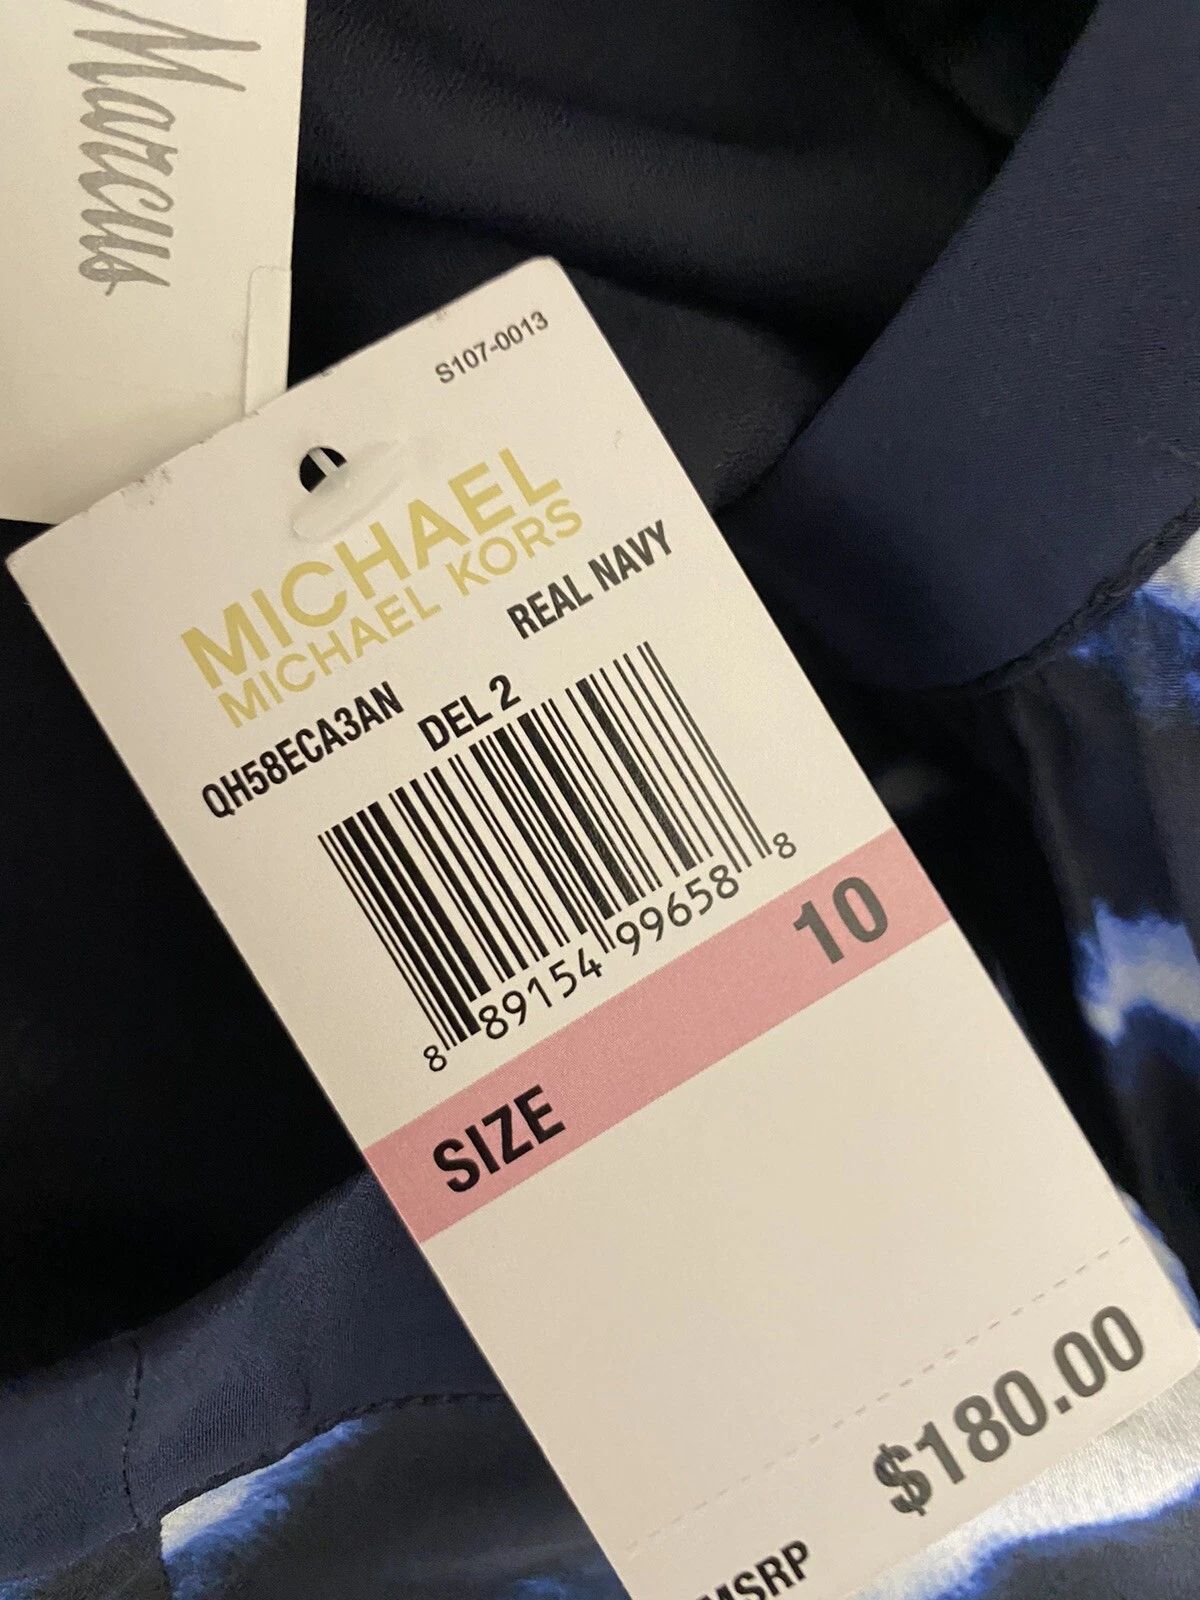 Marcus
S107-0013
MICHAEL
MICHAEL KORS
REAL NAVY
QH58ECA3AN
DEL 2
8 89154 99658 8
SIZE 10
$180.00
MSRP